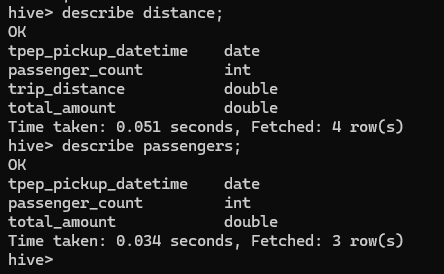 hive> describe distance;
OK
tpep_pickup_datetime    date
passenger_count         int
trip_distance           double
total_amount            double
Time taken: 0.051 seconds, Fetched: 4 row(s)
hive> describe passengers;
OK
tpep_pickup_datetime    date
passenger_count         int
total_amount            double
Time taken: 0.034 seconds, Fetched: 3 row(s)
hive>